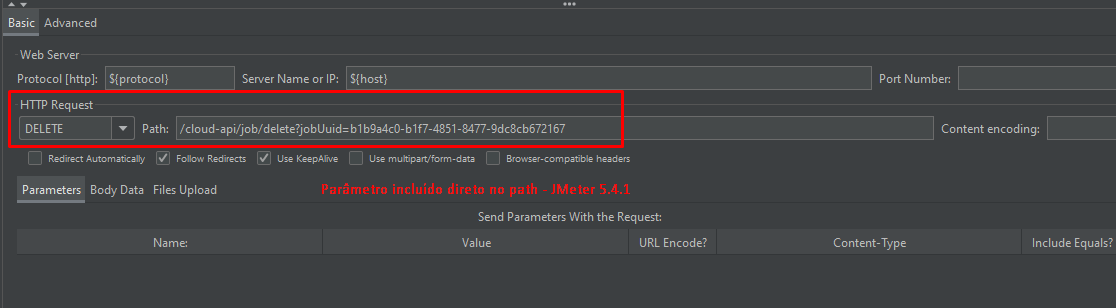 Basic Advanced
Web Server
Protocol [http]: ${protocol} Server Name or IP: ${host} Port Number:
HTTP Request
DELETE Path: /cloud-api/job/delete?jobUuid=b1b9a4c0-b1f7-4851-8477-9dc8cb672167 Content encoding:
Redirect Automatically Follow Redirects Use KeepAlive Use multipart/form-data Browser-compatible headers
Parameters Body Data Files Upload Parâmetro incluido direto no path - JMeter 5.4.1
Send Parameters With the Request:
Name: Value URL Encode? Content-Type Include Equals?